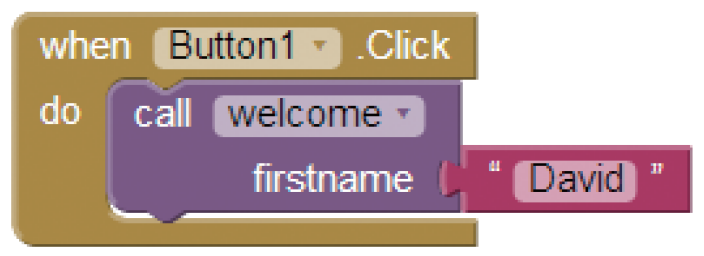 when Button1 .Click
do call welcome
firstname " David "